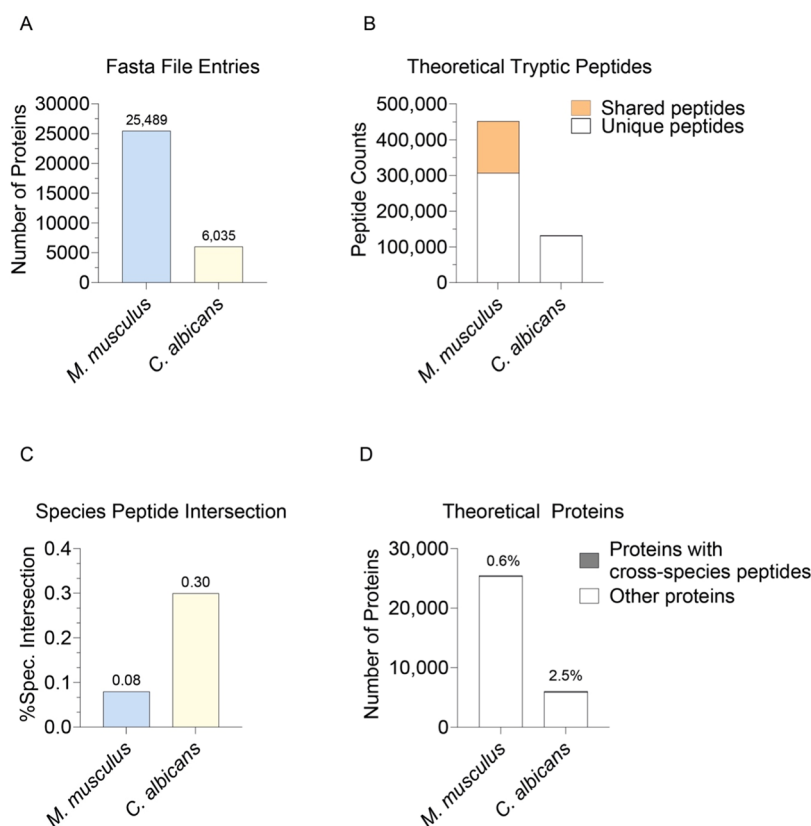 A
Fasta File Entries
Number of Proteins
30000
25000
20000
15000
10000
5000
0
25,489
6,035
M. musculus
C. albicans
B
Theoretical Tryptic Peptides
Peptide Counts
500,000
400,000
300,000
200,000
100,000
0
Shared peptides
Unique peptides
M. musculus
C. albicans
C
Species Peptide Intersection
%Spec. Intersection
0.4
0.3
0.2
0.1
0.0
0.08
0.30
M. musculus
C. albicans
D
Theoretical Proteins
Number of Proteins
30,000
20,000
10,000
0
0.6%
2.5%
Proteins with
cross-species peptides
Other proteins
M. musculus
C. albicans